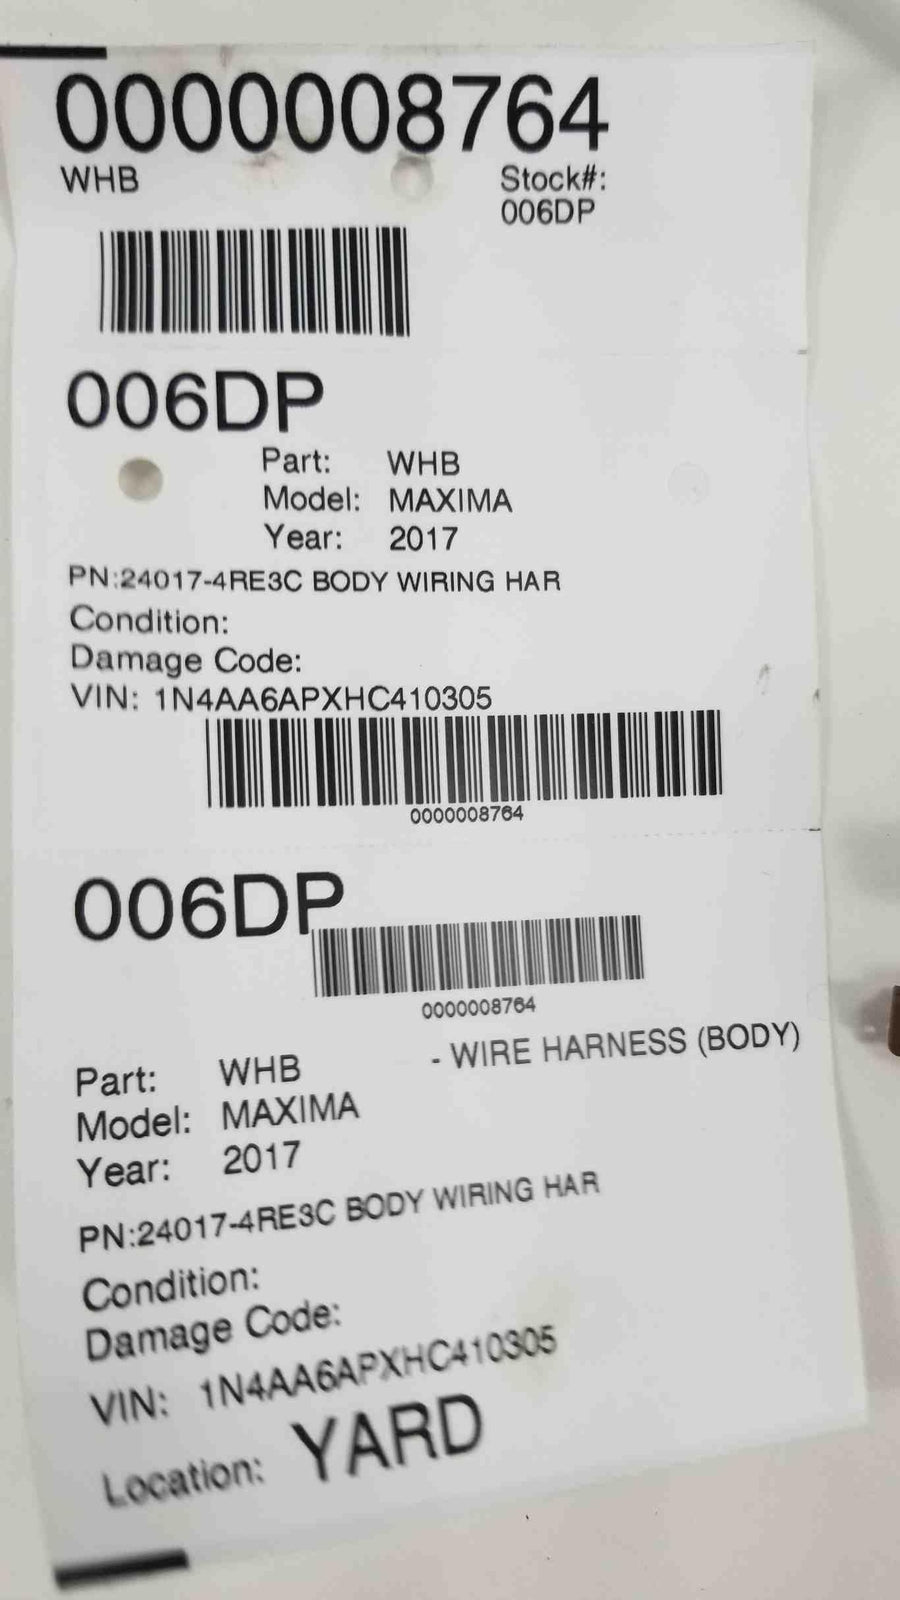 0000008764
WHB
Stock#:
006DP
006DP
Part: WHB
Model: MAXIMA
Year: 2017
PN:24017-4RE3C BODY WIRING HAR
Condition:
Damage Code:
VIN: 1N4AA6APXHC410305
0000008764
006DP
0000008764
Part: WHB - WIRE HARNESS (BODY)
Model: MAXIMA
Year: 2017
PN:24017-4RE3C BODY WIRING HAR
Condition:
Damage Code:
VIN: 1N4AA6APXHC410305
Location: YARD